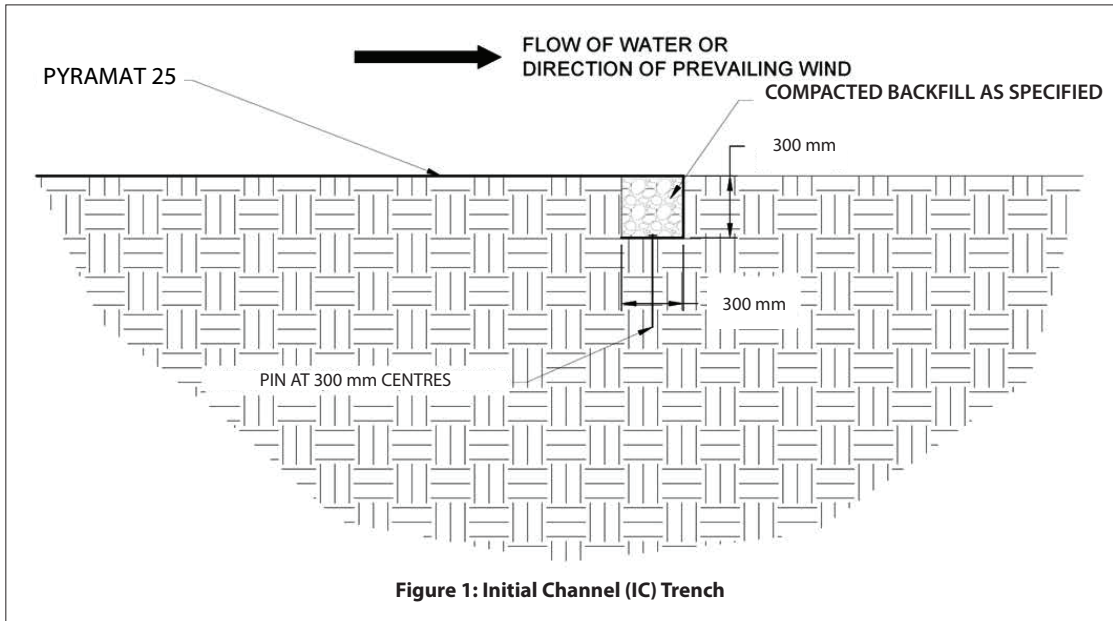 FLOW OF WATER OR
DIRECTION OF PREVAILING WIND
PYRAMAT 25
COMPACTED BACKFILL AS SPECIFIED
300 mm
300 mm
PIN AT 300 mm CENTRES
Figure 1: Initial Channel (IC) Trench